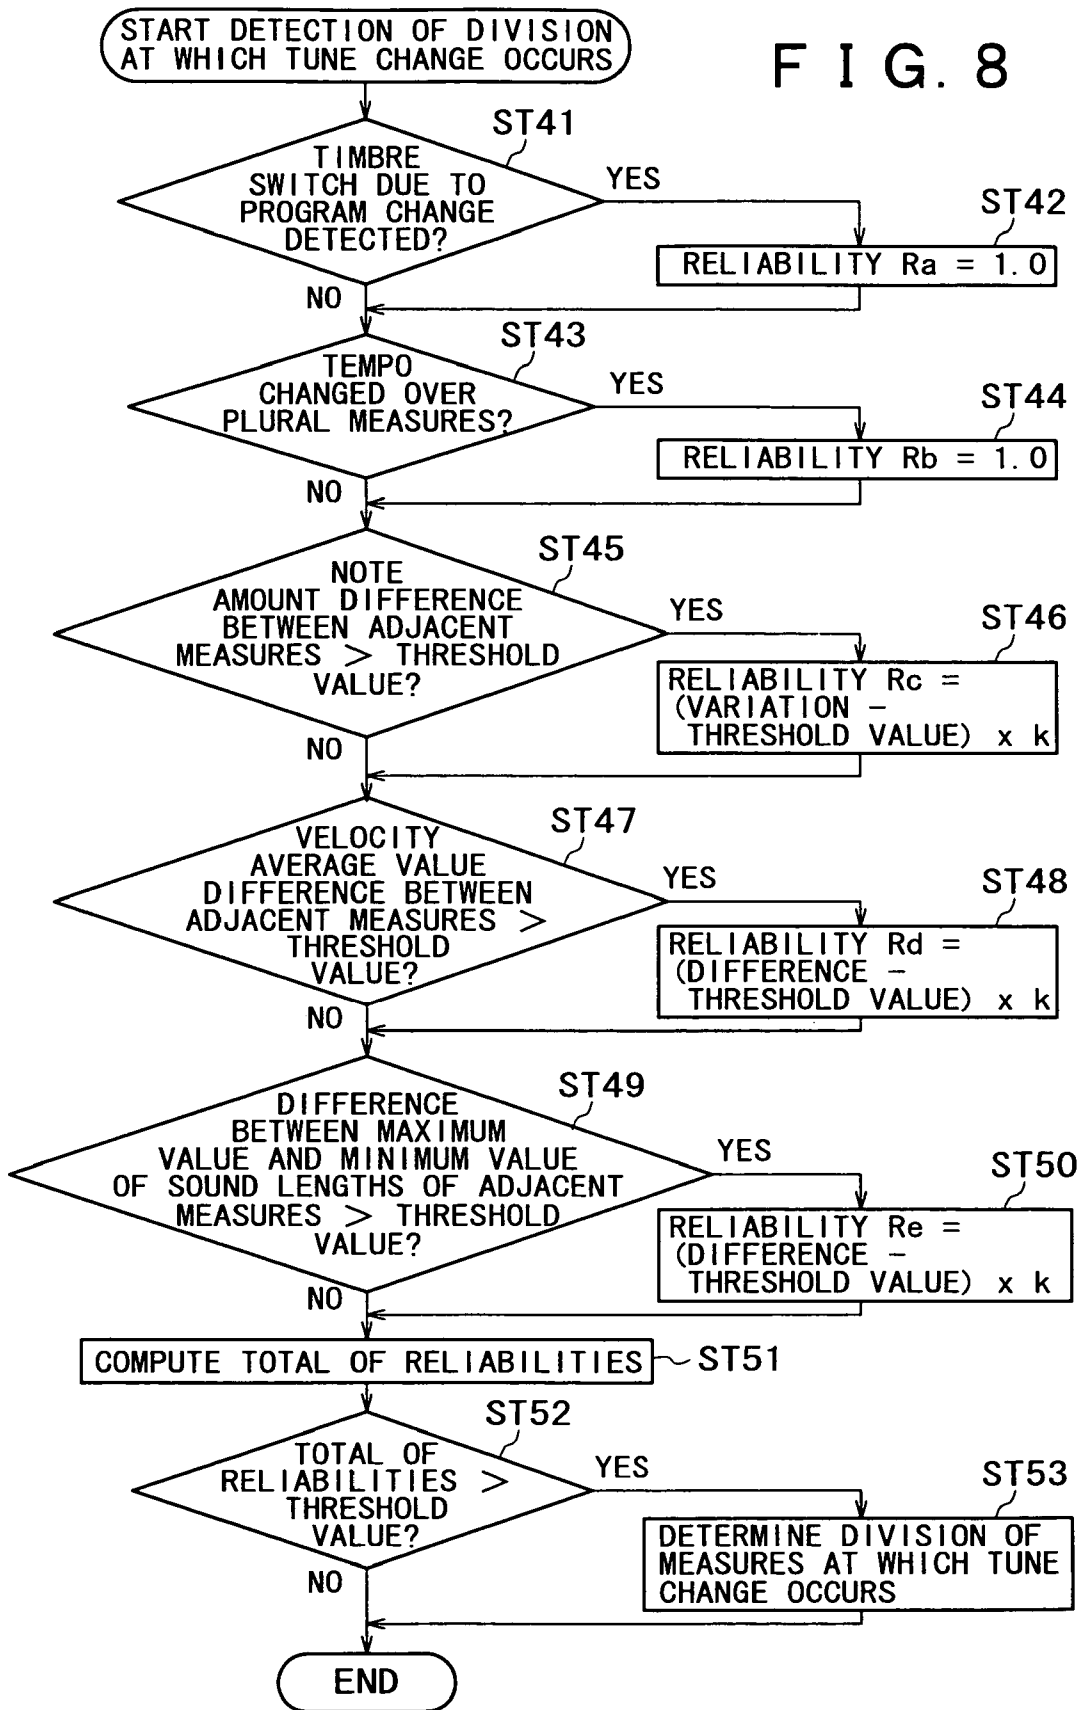 START DETECTION OF DIVISION
AT WHICH TUNE CHANGE OCCURS
FIG. 8
ST41
TIMBRE
SWITCH DUE TO
PROGRAM CHANGE
DETECTED?
YES
ST42
RELIABILITY Ra = 1.0
NO
ST43
TEMPO
CHANGED OVER
PLURAL MEASURES?
YES
ST44
RELIABILITY Rb = 1.0
NO
ST45
NOTE
AMOUNT DIFFERENCE
BETWEEN ADJACENT
MEASURES > THRESHOLD
VALUE?
YES
ST46
RELIABILITY Rc =
(VARIATION -
THRESHOLD VALUE) x k
NO
ST47
VELOCITY
AVERAGE VALUE
DIFFERENCE BETWEEN
ADJACENT MEASURES >
THRESHOLD
VALUE?
YES
ST48
RELIABILITY Rd =
(DIFFERENCE -
THRESHOLD VALUE) x k
NO
ST49
DIFFERENCE
BETWEEN MAXIMUM
VALUE AND MINIMUM VALUE
OF SOUND LENGTHS OF ADJACENT
MEASURES > THRESHOLD
VALUE?
YES
ST50
RELIABILITY Re =
(DIFFERENCE -
THRESHOLD VALUE) x k
NO
COMPUTE TOTAL OF RELIABILITIES
ST51
ST52
TOTAL OF
RELIABILITIES >
THRESHOLD
VALUE?
YES
ST53
DETERMINE DIVISION OF
MEASURES AT WHICH TUNE
CHANGE OCCURS
NO
END